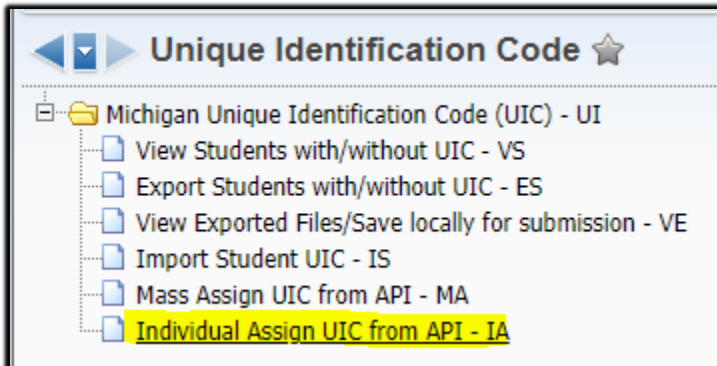 Unique Identification Code
Michigan Unique Identification Code (UIC) - UI
View Students with/without UIC - VS
Export Students with/without UIC - ES
View Exported Files/Save locally for submission - VE
Import Student UIC - IS
Mass Assign UIC from API - MA
Individual Assign UIC from API - IA